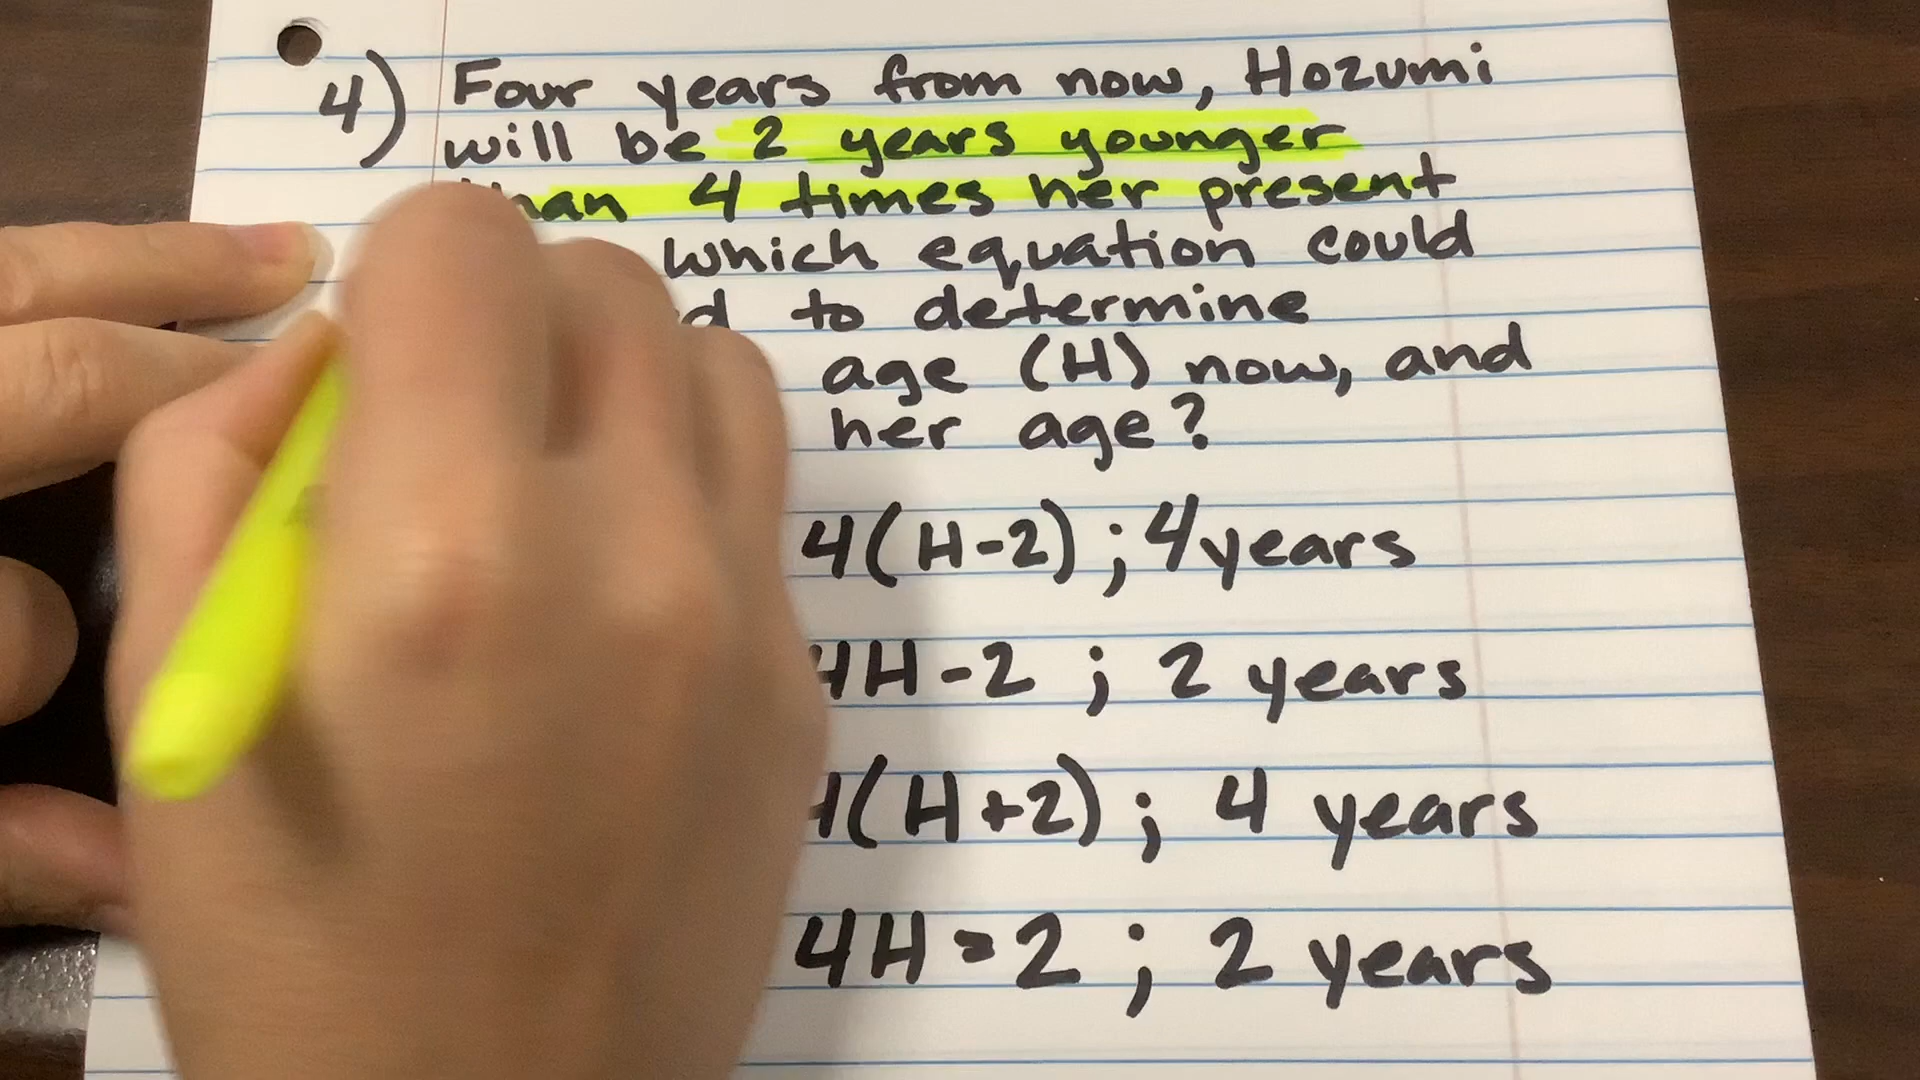 4) Four years from now, Hozumi
will be 2 years younger
4 times her present
which equation could
to determine
age (H) now, and
her age?
4(H-2) ; 4 years
4H-2 ; 2 years
(H+2) ; 4 years
4H = 2 ; 2 years